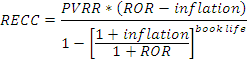 RECC = PVRR * (ROR − inflation) / 1 − [1 + inflation / 1 + ROR]^book life